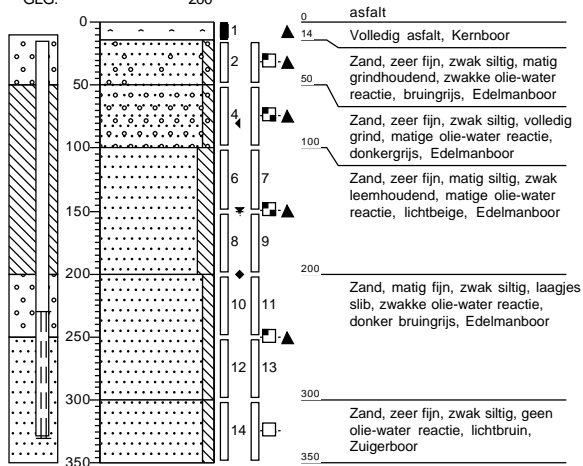 GLG: 200
0 asfalt
0
1
14 Volledig asfalt, Kernboor
2
Zand, zeer fijn, zwak siltig, matig
grindhoudend, zwakke olie-water
reactie, bruingrijs, Edelmanboor
50
50
4
Zand, zeer fijn, zwak siltig, volledig
grind, matige olie-water reactie,
donkergrijs, Edelmanboor
100
100
6 7
Zand, zeer fijn, matig siltig, zwak
leemhoudend, matige olie-water
reactie, lichtbeige, Edelmanboor
150
8 9
200
200
10 11
Zand, matig fijn, zwak siltig, laagjes
slib, zwakke olie-water reactie,
donker bruingrijs, Edelmanboor
250
12 13
300
300
14
Zand, zeer fijn, zwak siltig, geen
olie-water reactie, lichtbruin,
Zuigerboor
350
350